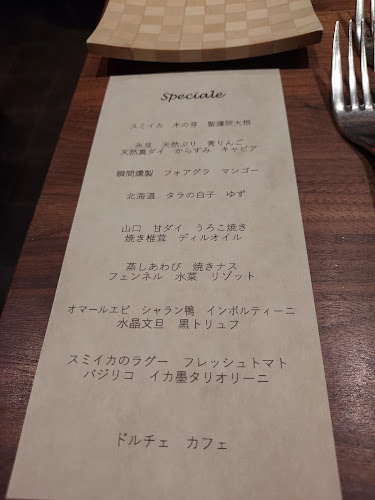 Speciale
スミイカ　木の芽　聖護院大根
氷見　天然ぶり　青りんご
天然真ダイ　からすみ　キャビア
瞬間燻製　フォアグラ　マンゴー
北海道　タラの白子　ゆず
山口　甘ダイ　うろこ焼き
焼き椎茸　ディルオイル
蒸しあわび　焼きナス
フェンネル　水菜　リゾット
オマールエビ　シャラン鴨　インボルティーニ
水晶文旦　黒トリュフ
スミイカのラグー　フレッシュトマト
バジリコ　イカ墨タリオリーニ
ドルチェ　カフェ